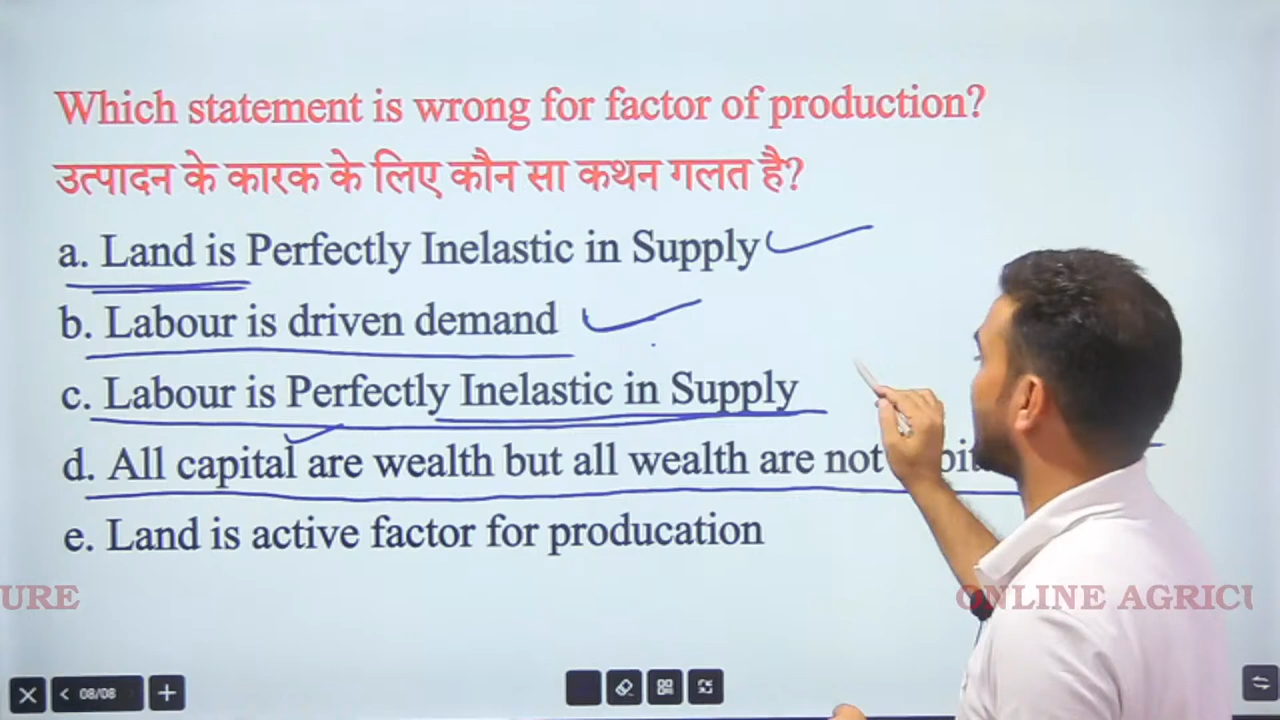 Which statement is wrong for factor of production?
उत्पादन के कारक के लिए कौन सा कथन गलत है?
a. Land is Perfectly Inelastic in Supply
b. Labour is driven demand
c. Labour is Perfectly Inelastic in Supply
d. All capital are wealth but all wealth are not
e. Land is active factor for producation
URE
ONLINE AGRICU
08/08